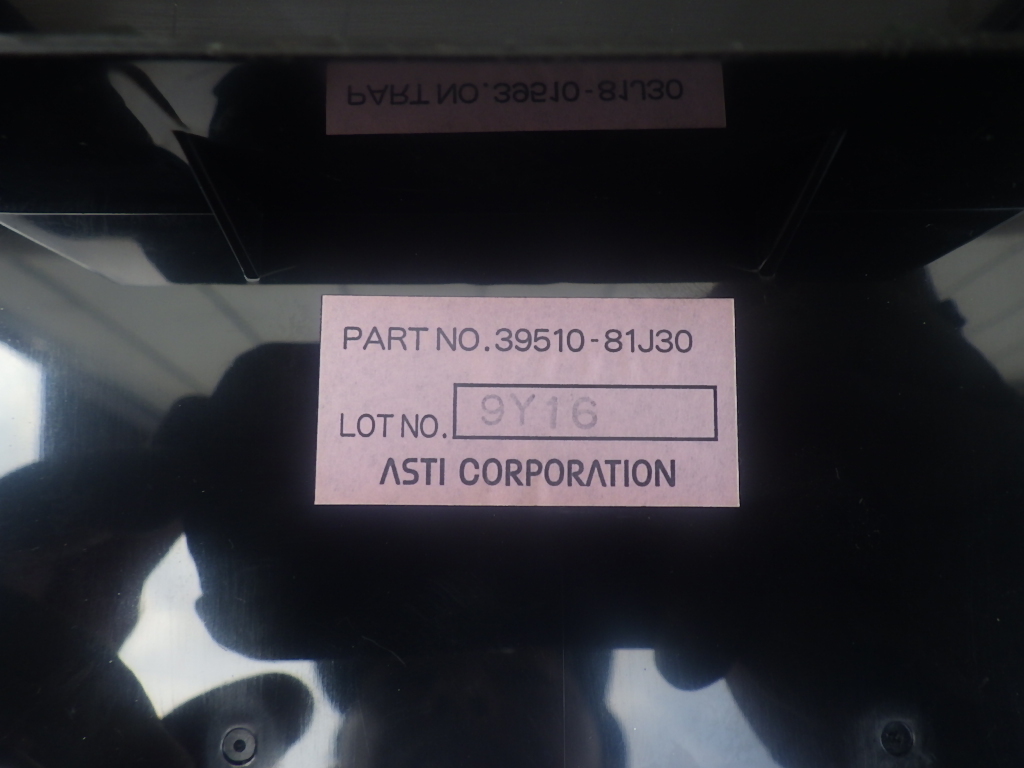 PART NO.39510-81J30
PART NO.39510-81J30
LOT NO. 9Y16
ASTI CORPORATION